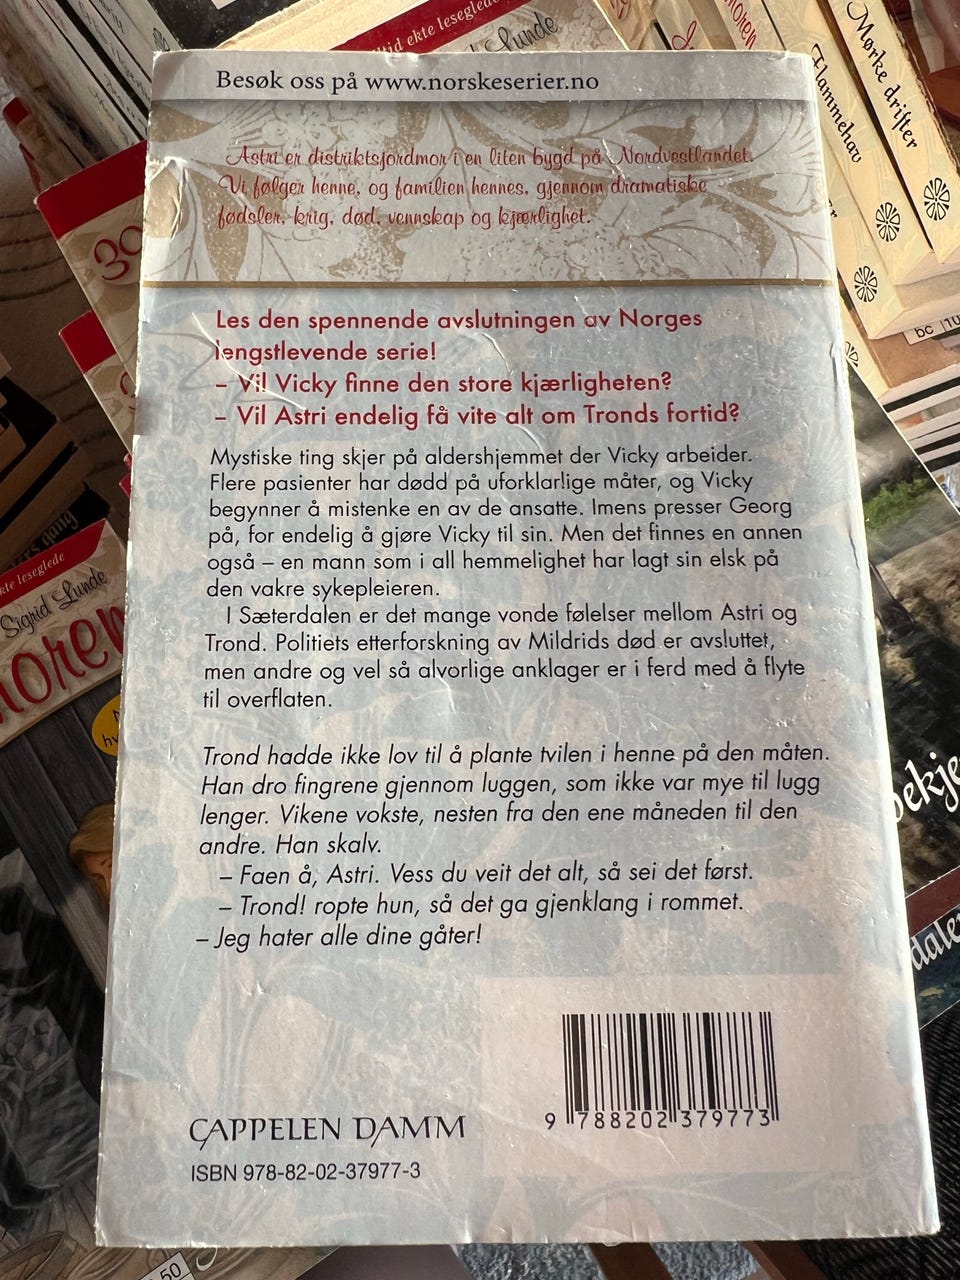 Besøk oss på www.norskeserier.no
Astri er distriktsjordmor i en liten bygd på Nordvestlandet.
Vi følger henne, og familien hennes, gjennom dramatiske
fødsler, krig, død, vennskap og kjærlighet.
Les den spennende avslutningen av Norges
lengstlevende serie!
– Vil Vicky finne den store kjærligheten?
– Vil Astri endelig få vite alt om Tronds fortid?
Mystiske ting skjer på aldershjemmet der Vicky arbeider.
Flere pasienter har dødd på uforklarlige måter, og Vicky
begynner å mistenke en av de ansatte. Imens presser Georg
på, for endelig å gjøre Vicky til sin. Men det finnes en annen
også – en mann som i all hemmelighet har lagt sin elsk på
den vakre sykepleieren.
I Sæterdalen er det mange vonde følelser mellom Astri og
Trond. Politiets etterforskning av Mildrids død er avsluttet,
men andre og vel så alvorlige anklager er i ferd med å flyte
til overflaten.
Trond hadde ikke lov til å plante tvilen i henne på den måten.
Han dro fingrene gjennom luggen, som ikke var mye til lugg
lenger. Vikene vokste, nesten fra den ene måneden til den
andre. Han skalv.
– Faen å, Astri. Vess du veit det alt, så sei det først.
– Trond! ropte hun, så det ga gjenklang i rommet.
– Jeg hater alle dine gåter!
9 788202 379773
CAPPELEN DAMM
ISBN 978-82-02-37977-3
ekte leseglede
Lunde
Flammehav
Mørke drifter
30
Sigrid Lunde
50